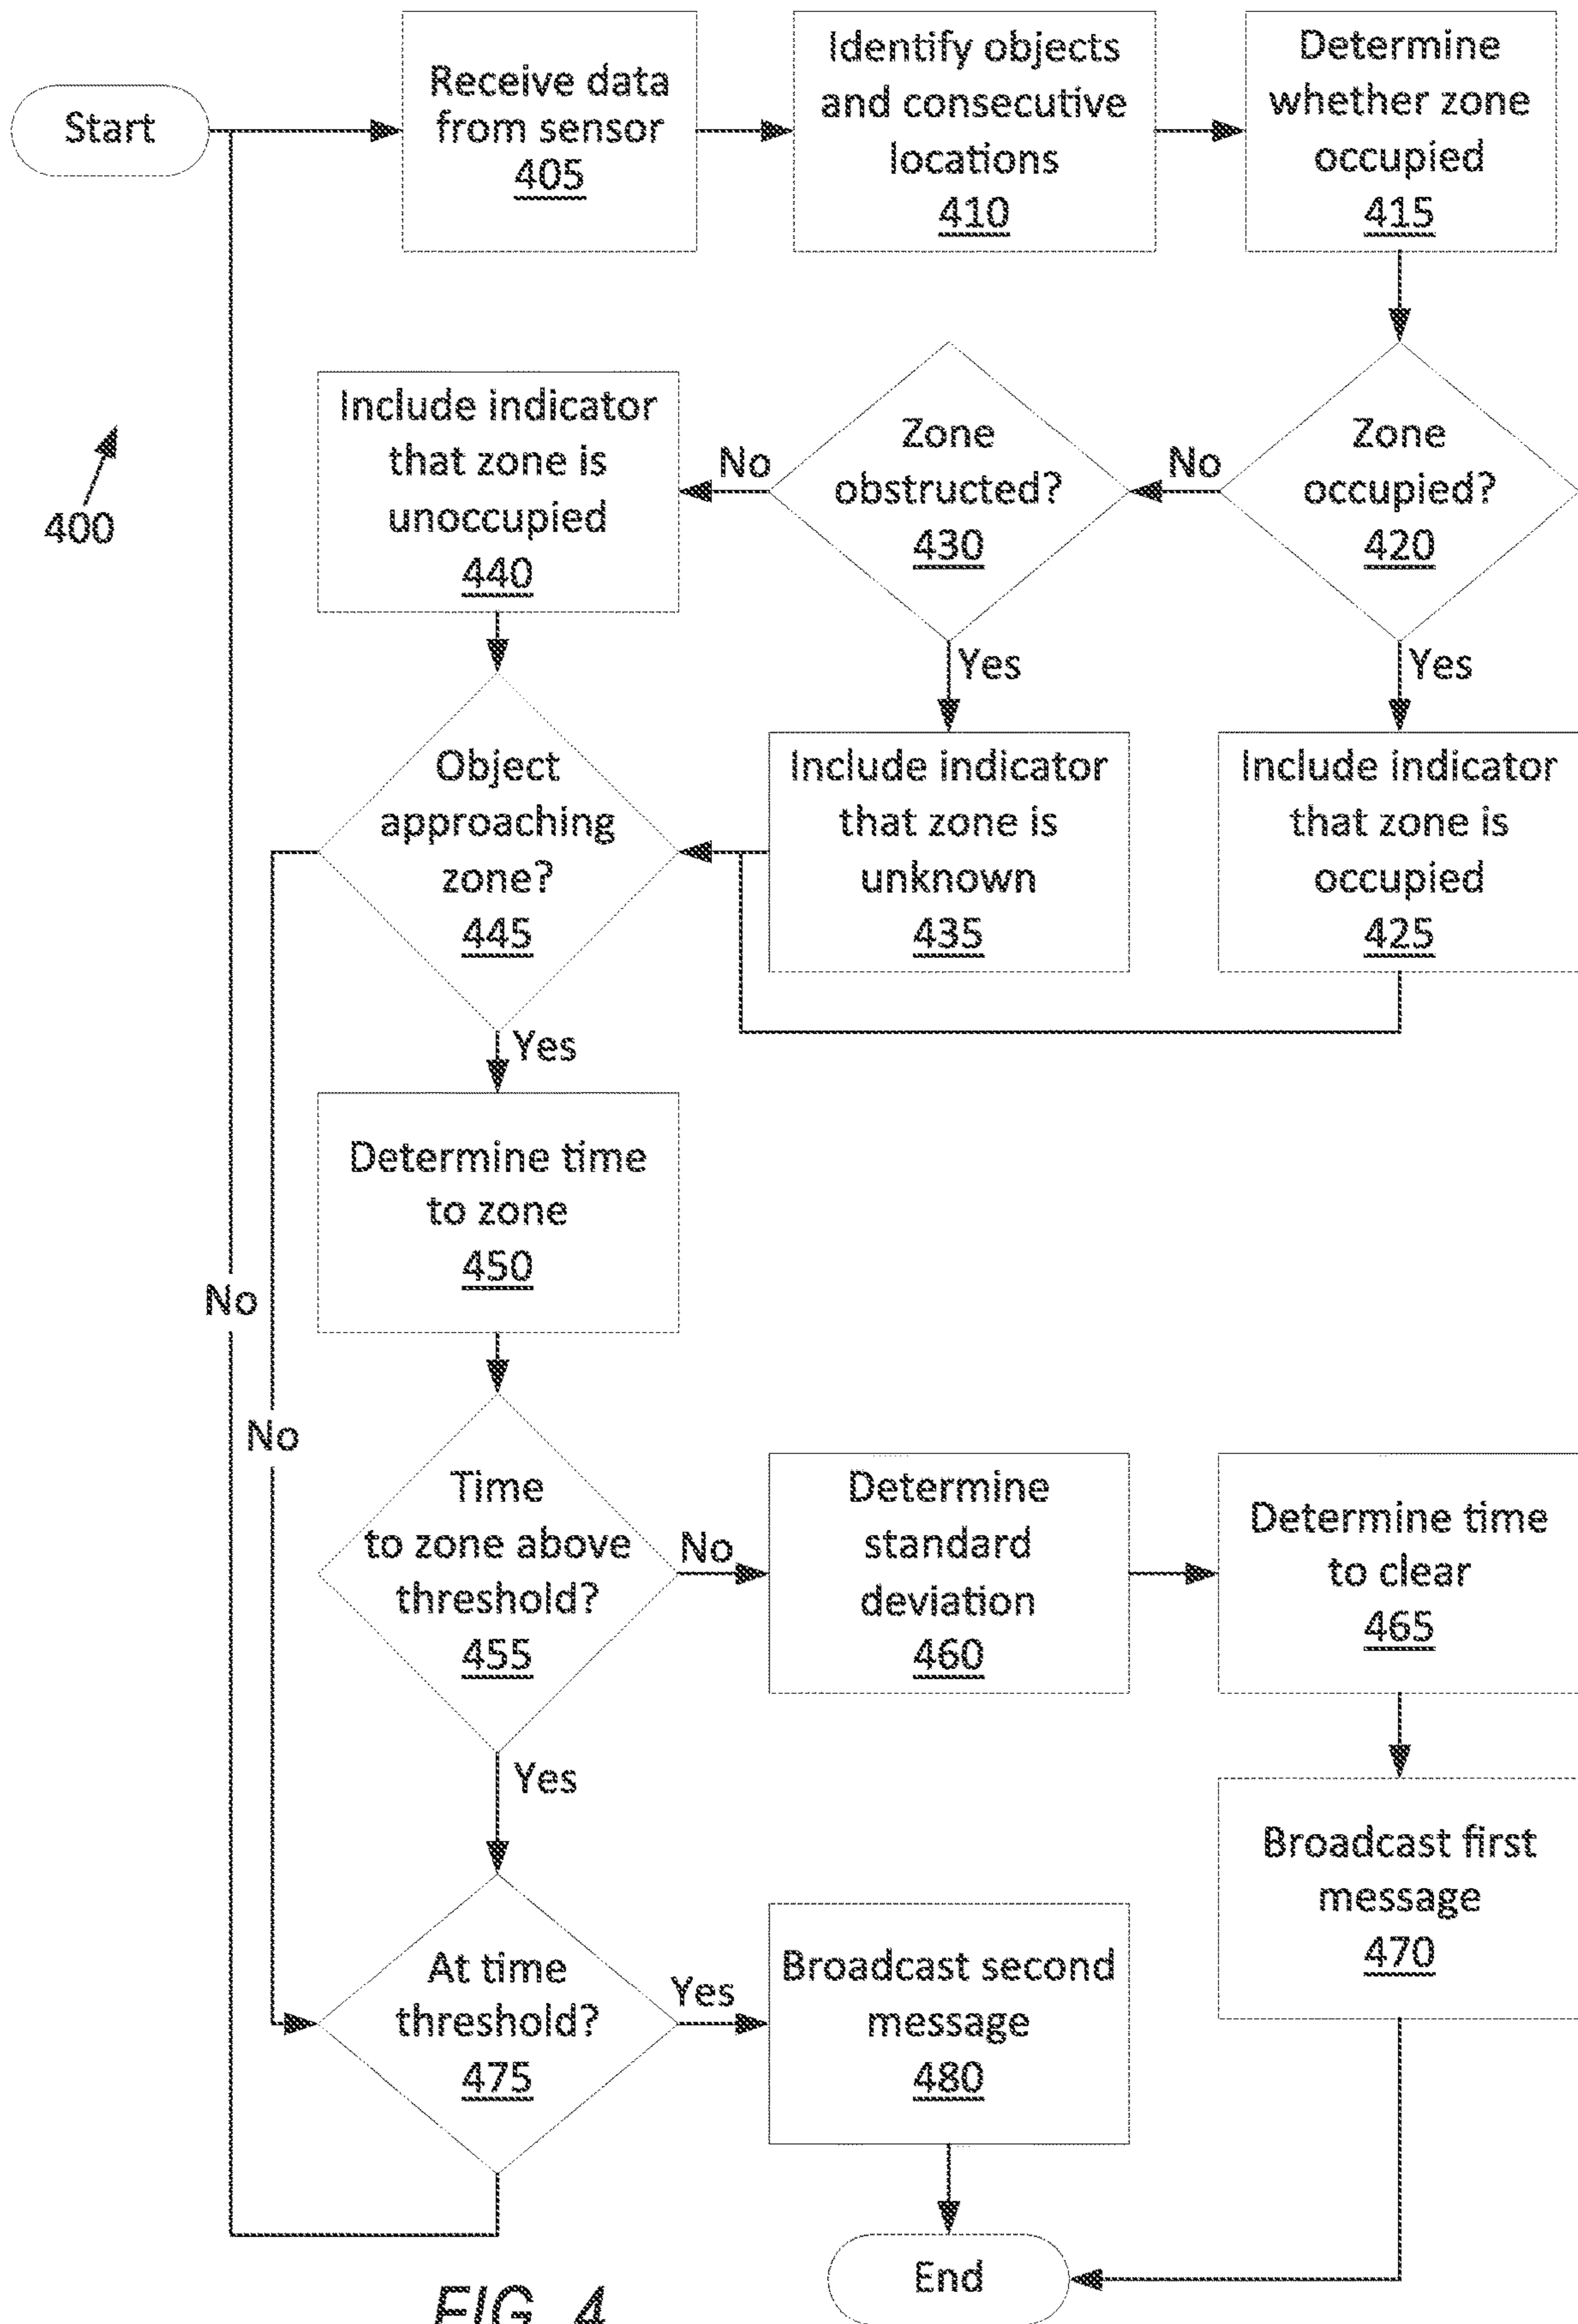 Start
Receive data
from sensor
405
Identify objects
and consecutive
locations
410
Determine
whether zone
occupied
415
400
Include indicator
that zone is
unoccupied
440
No
Zone
obstructed?
430
No
Zone
occupied?
420
Yes
Yes
Object
approaching
zone?
445
Include indicator
that zone is
unknown
435
Include indicator
that zone is
occupied
425
Yes
Determine time
to zone
450
No
No
Time
to zone above
threshold?
455
No
Determine
standard
deviation
460
Determine time
to clear
465
Yes
Broadcast first
message
470
At time
threshold?
475
Yes
Broadcast second
message
480
End
FIG. 4